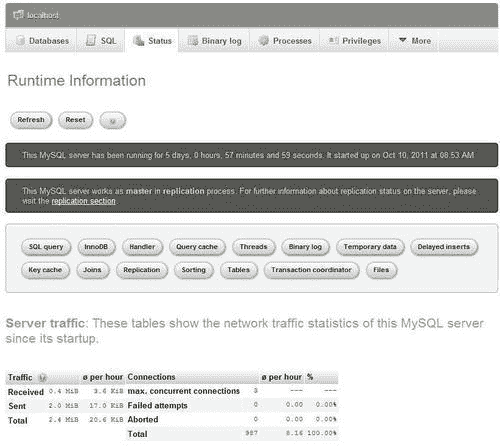 localhost
Databases SQL Status Binary log Processes Privileges More
Runtime Information
Refresh Reset
This MySQL server has been running for 5 days, 0 hours, 57 minutes and 59 seconds. It started up on Oct 10, 2011 at 08:53 AM
This MySQL server works as master in replication process. For further information about replication status on the server, please
visit the replication section
SQL query InnoDB Handler Query cache Threads Binary log Temporary data Delayed inserts
Key cache Joins Replication Sorting Tables Transaction coordinator Files
Server traffic: These tables show the network traffic statistics of this MySQL server
since its startup.
Traffic ø per hour Connections ø per hour %
Received 0.4 MiB 3.6 KiB max. concurrent connections 3 --- ---
Sent 2.0 MiB 17.0 KiB Failed attempts 0 0.00 0.00%
Total 2.4 MiB 20.6 KiB Aborted 0 0.00 0.00%
Total 987 8.16 100.00%